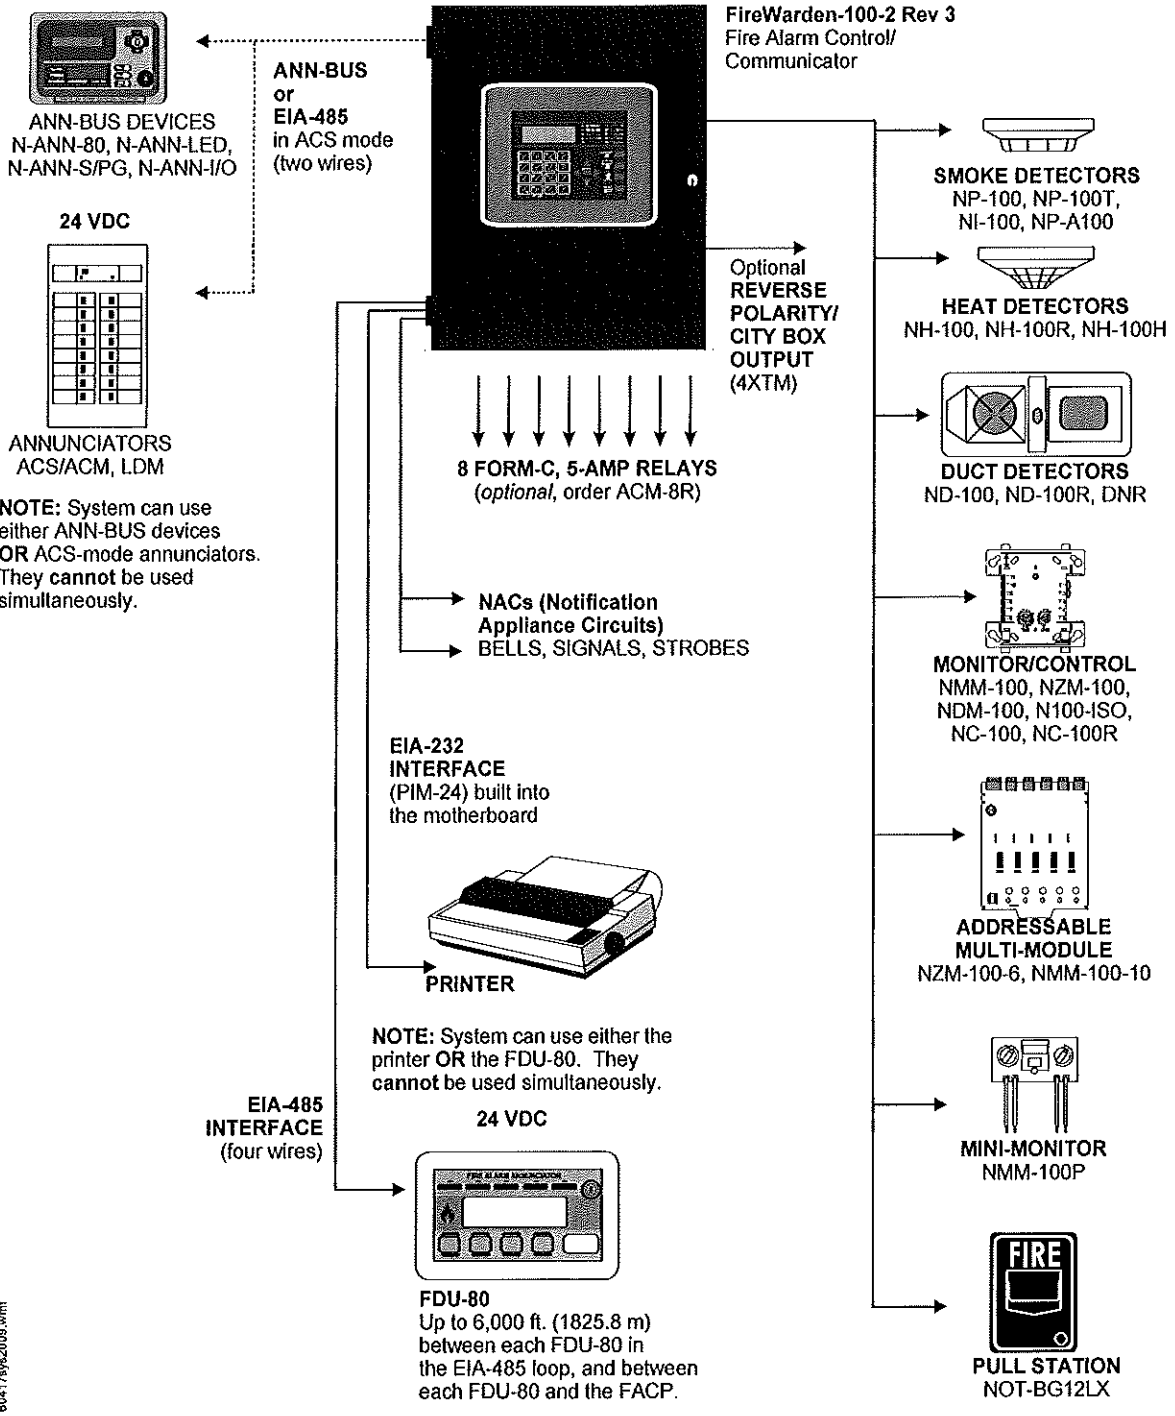 FireWarden-100-2 Rev 3
Fire Alarm Control/
Communicator
ANN-BUS
or
EIA-485
in ACS mode
(two wires)
ANN-BUS DEVICES
N-ANN-80, N-ANN-LED,
N-ANN-S/PG, N-ANN-I/O
24 VDC
ANNUNCIATORS
ACS/ACM, LDM
NOTE: System can use
either ANN-BUS devices
OR ACS-mode annunciators.
They cannot be used
simultaneously.
Optional
REVERSE
POLARITY/
CITY BOX
OUTPUT
(4XTM)
8 FORM-C, 5-AMP RELAYS
(optional, order ACM-8R)
NACs (Notification
Appliance Circuits)
BELLS, SIGNALS, STROBES
EIA-232
INTERFACE
(PIM-24) built into
the motherboard
PRINTER
NOTE: System can use either the
printer OR the FDU-80. They
cannot be used simultaneously.
EIA-485
INTERFACE
(four wires)
24 VDC
FIRE ALARM ANNUNCIATOR
FDU-80
Up to 6,000 ft. (1825.8 m)
between each FDU-80 in
the EIA-485 loop, and between
each FDU-80 and the FACP.
SMOKE DETECTORS
NP-100, NP-100T,
NI-100, NP-A100
HEAT DETECTORS
NH-100, NH-100R, NH-100H
DUCT DETECTORS
ND-100, ND-100R, DNR
MONITOR/CONTROL
NMM-100, NZM-100,
NDM-100, N100-ISO,
NC-100, NC-100R
ADDRESSABLE
MULTI-MODULE
NZM-100-6, NMM-100-10
MINI-MONITOR
NMM-100P
FIRE
PULL STATION
NOT-BG12LX